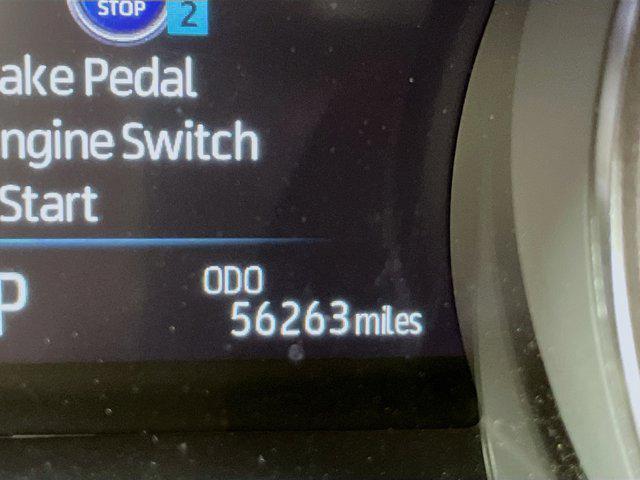 STOP
2
ake Pedal
ngine Switch
Start
P
ODO
56263 miles